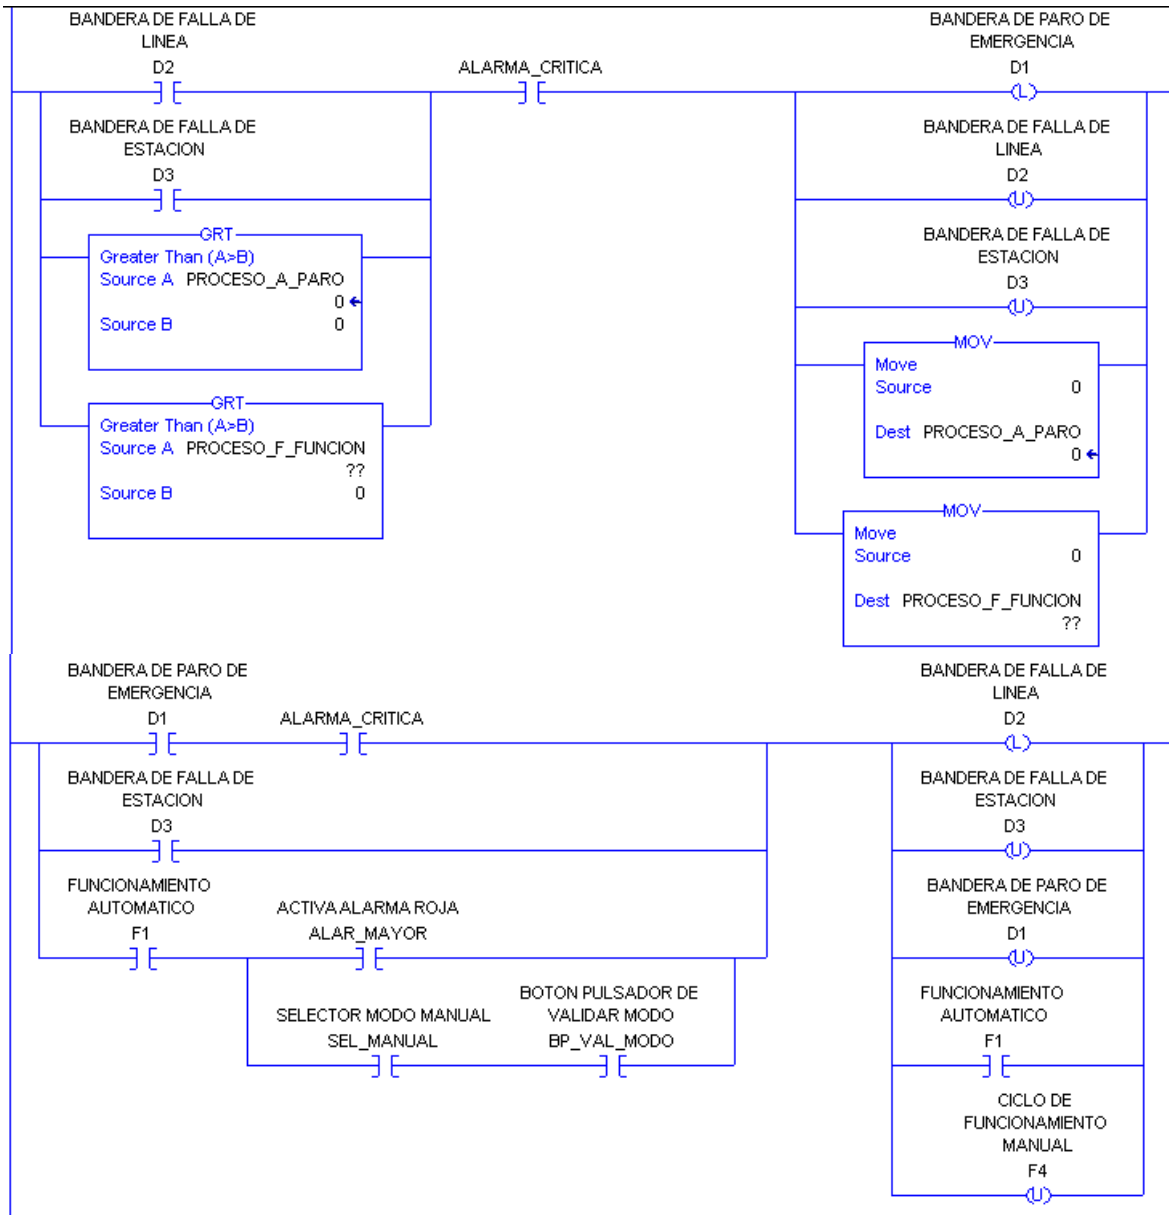 BANDERA DE FALLA DE
LINEA
D2
ALARMA_CRITICA
BANDERA DE PARO DE
EMERGENCIA
D1
L
BANDERA DE FALLA DE
ESTACION
D3
BANDERA DE FALLA DE
LINEA
D2
U
GRT
Greater Than (A>B)
Source A PROCESO_A_PARO
0
Source B 0
BANDERA DE FALLA DE
ESTACION
D3
U
MOV
Move
Source 0
Dest PROCESO_A_PARO
0
GRT
Greater Than (A>B)
Source A PROCESO_F_FUNCION
??
Source B 0
MOV
Move
Source 0
Dest PROCESO_F_FUNCION
??
BANDERA DE PARO DE
EMERGENCIA
D1
ALARMA_CRITICA
BANDERA DE FALLA DE
LINEA
D2
L
BANDERA DE FALLA DE
ESTACION
D3
BANDERA DE FALLA DE
ESTACION
D3
U
FUNCIONAMIENTO
AUTOMATICO
F1
ACTIVA ALARMA ROJA
ALAR_MAYOR
BANDERA DE PARO DE
EMERGENCIA
D1
U
SELECTOR MODO MANUAL
SEL_MANUAL
BOTON PULSADOR DE
VALIDAR MODO
BP_VAL_MODO
FUNCIONAMIENTO
AUTOMATICO
F1
CICLO DE
FUNCIONAMIENTO
MANUAL
F4
U